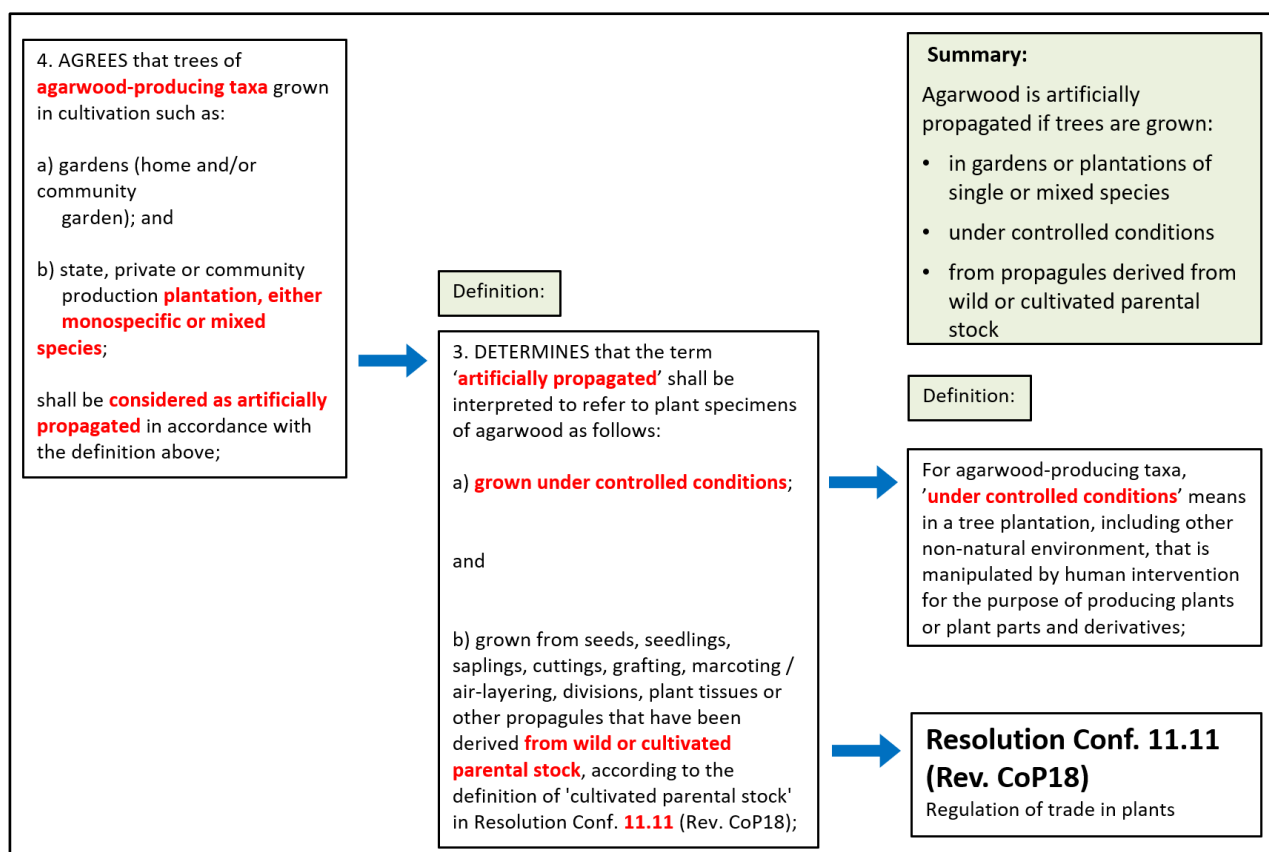 4. AGREES that trees of
agarwood-producing taxa grown
in cultivation such as:
a) gardens (home and/or
community
garden); and
b) state, private or community
production plantation, either
monospecific or mixed
species;
shall be considered as artificially
propagated in accordance with
the definition above;
Definition:
3. DETERMINES that the term
‘artificially propagated’ shall be
interpreted to refer to plant specimens
of agarwood as follows:
a) grown under controlled conditions;
and
b) grown from seeds, seedlings,
saplings, cuttings, grafting, marcoting /
air-layering, divisions, plant tissues or
other propagules that have been
derived from wild or cultivated
parental stock, according to the
definition of 'cultivated parental stock'
in Resolution Conf. 11.11 (Rev. CoP18);
Summary:
Agarwood is artificially
propagated if trees are grown:
• in gardens or plantations of
single or mixed species
• under controlled conditions
• from propagules derived from
wild or cultivated parental
stock
Definition:
For agarwood-producing taxa,
’under controlled conditions’ means
in a tree plantation, including other
non-natural environment, that is
manipulated by human intervention
for the purpose of producing plants
or plant parts and derivatives;
Resolution Conf. 11.11
(Rev. CoP18)
Regulation of trade in plants